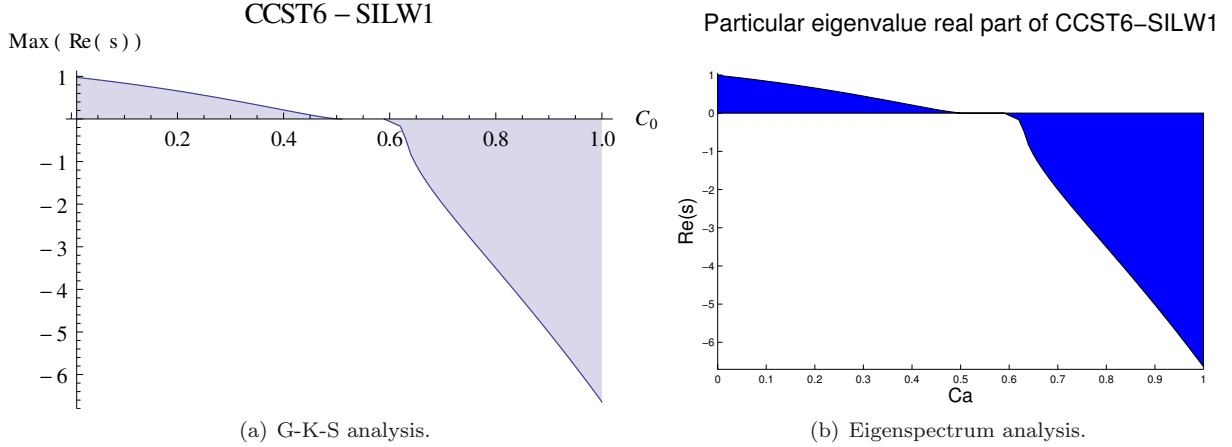 CCST6 – SILW1
Max ( Re( s ) )
1
C0
0.2 0.4 0.6 0.8 1.0
– 1
– 2
– 3
– 4
– 5
– 6
(a) G-K-S analysis.
Particular eigenvalue real part of CCST6–SILW1
1
0
–1
–2
–3
–4
–5
–6
Re(s)
0 0.1 0.2 0.3 0.4 0.5 0.6 0.7 0.8 0.9 1
Ca
(b) Eigenspectrum analysis.